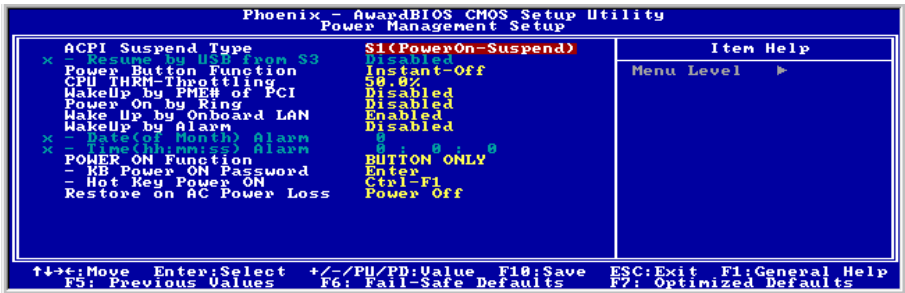 Phoenix - AwardBIOS CMOS Setup Utility
Power Management Setup
ACPI Suspend Type S1(PowerOn-Suspend)
x - Resume by USB from S3 Disabled
Power Button Function Instant-Off
CPU THRM-Throttling 50.0%
WakeUp by PME# of PCI Disabled
Power On by Ring Disabled
Wake Up by Onboard LAN Enabled
WakeUp by Alarm Disabled
x - Date(of Month) Alarm 0
x - Time(hh:mm:ss) Alarm 0 : 0 : 0
POWER ON Function BUTTON ONLY
- KB Power ON Password Enter
- Hot Key Power ON Ctrl-F1
Restore on AC Power Loss Power Off
Item Help
Menu Level ►
↑↓→←:Move Enter:Select +/-/PU/PD:Value F10:Save ESC:Exit F1:General Help
F5: Previous Values F6: Fail-Safe Defaults F7: Optimized Defaults